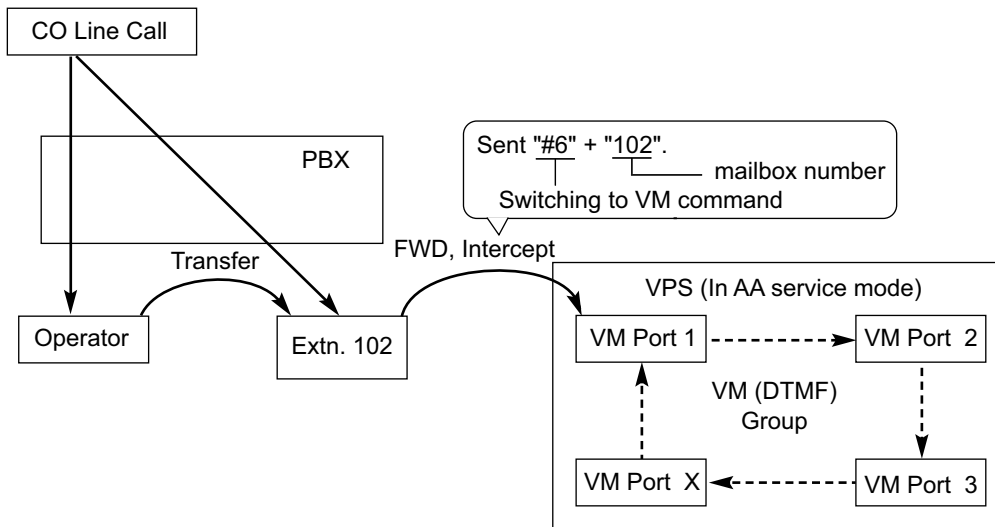 CO Line Call
PBX
Sent "#6" + "102".
mailbox number
Switching to VM command
FWD, Intercept
Transfer
Operator
Extn. 102
VPS (In AA service mode)
VM Port 1
VM Port 2
VM (DTMF)
Group
VM Port X
VM Port 3